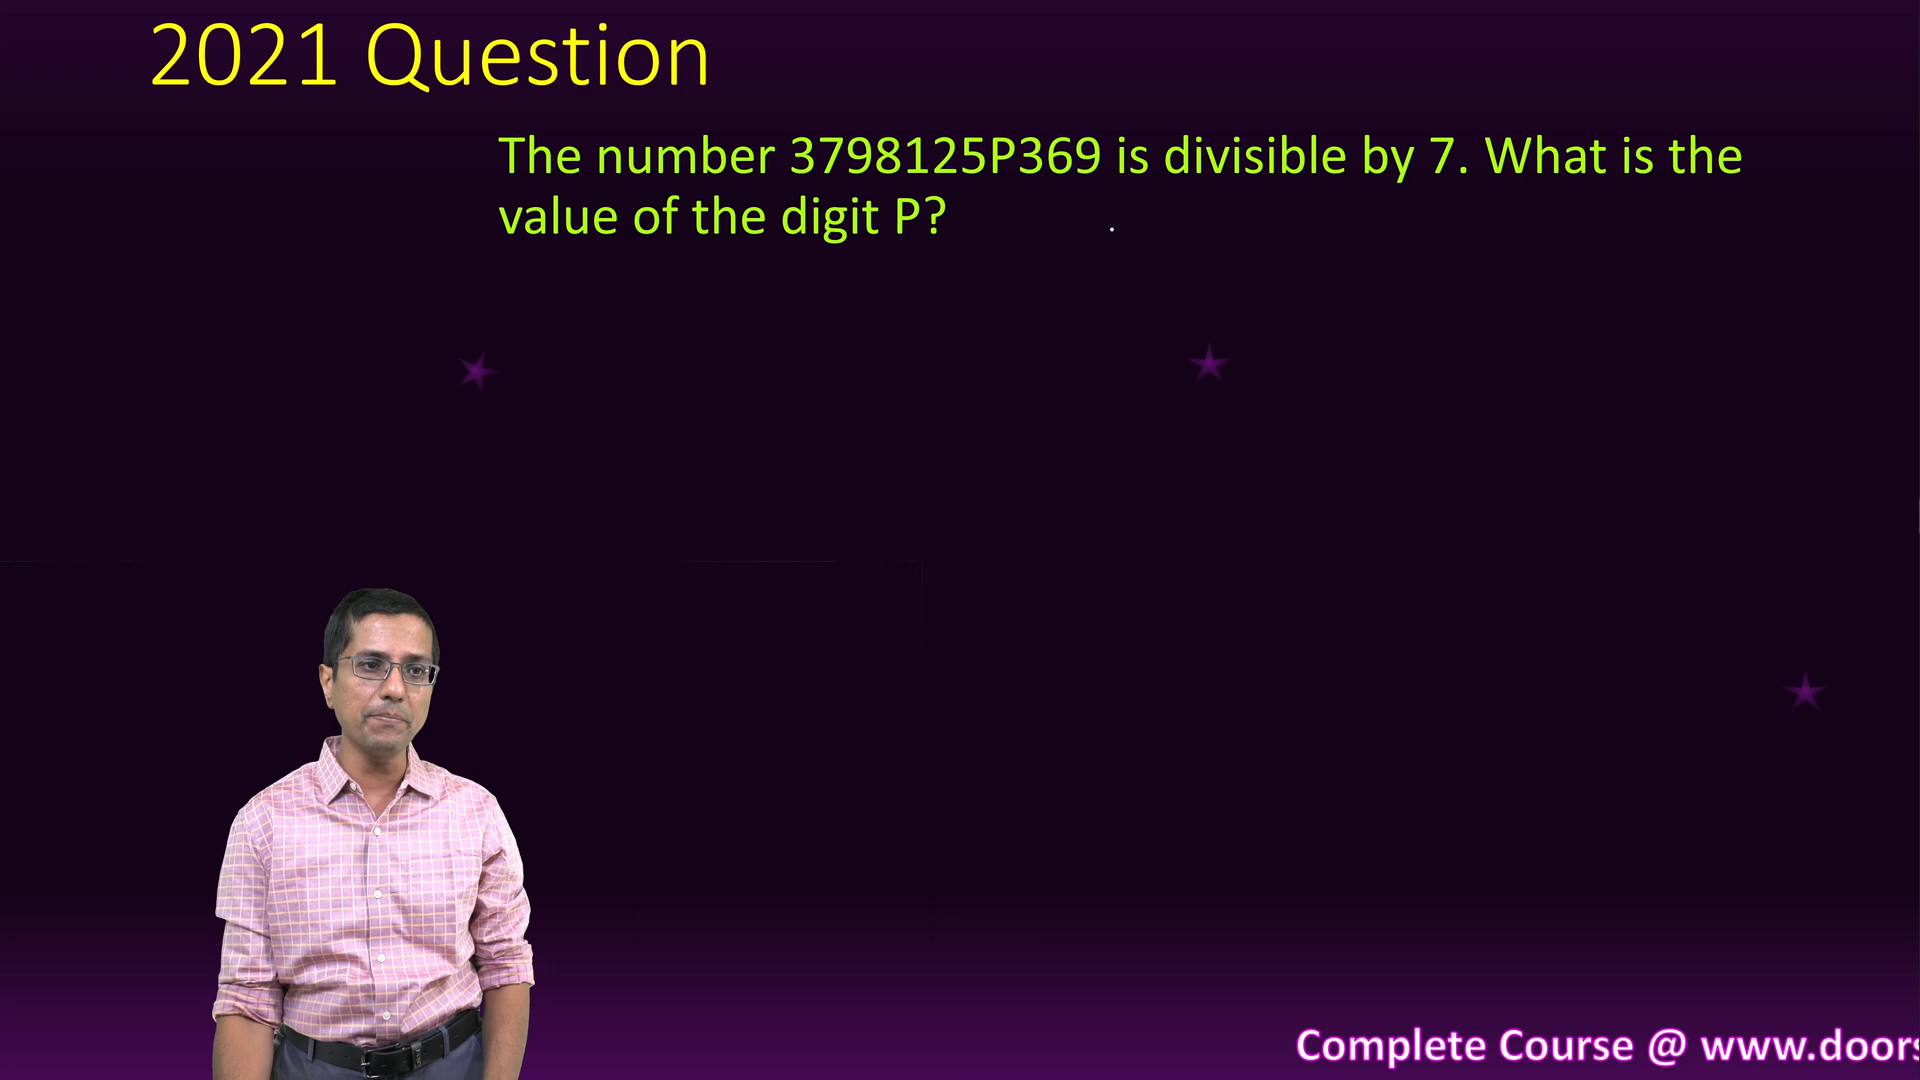 2021 Question
The number 3798125P369 is divisible by 7. What is the
value of the digit P?
Complete Course @ www.doors